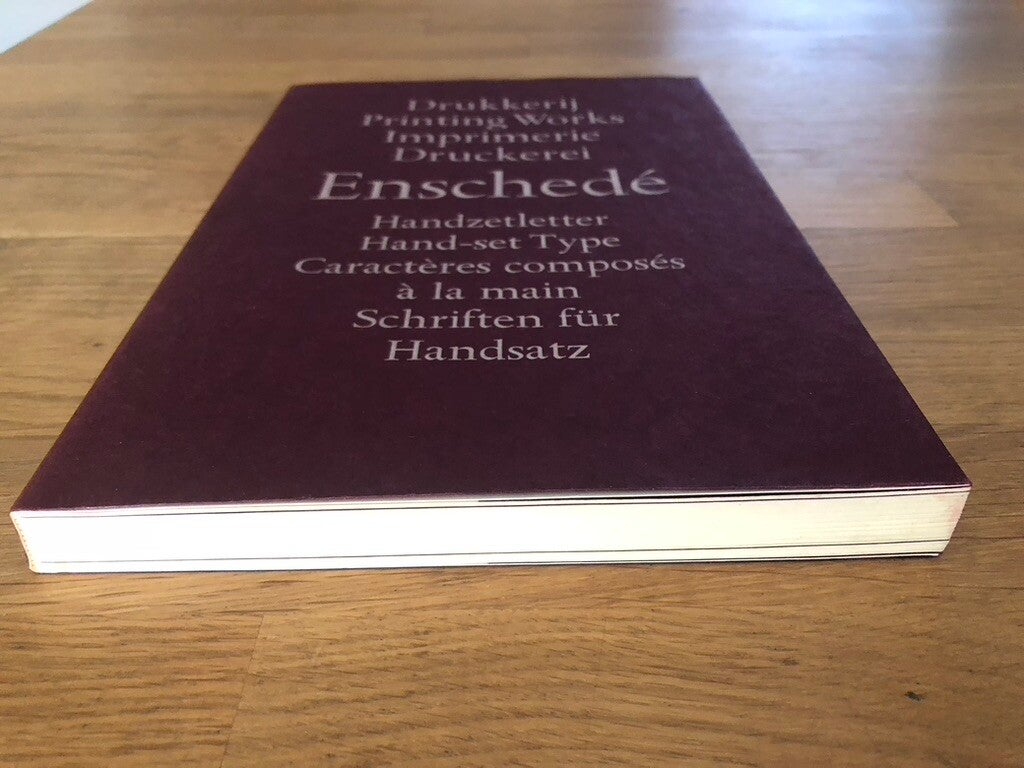 Drukkerij
Printing Works
Imprimerie
Druckerei
Enschedé
Handzetletter
Hand-set Type
Caractères composés
à la main
Schriften für
Handsatz